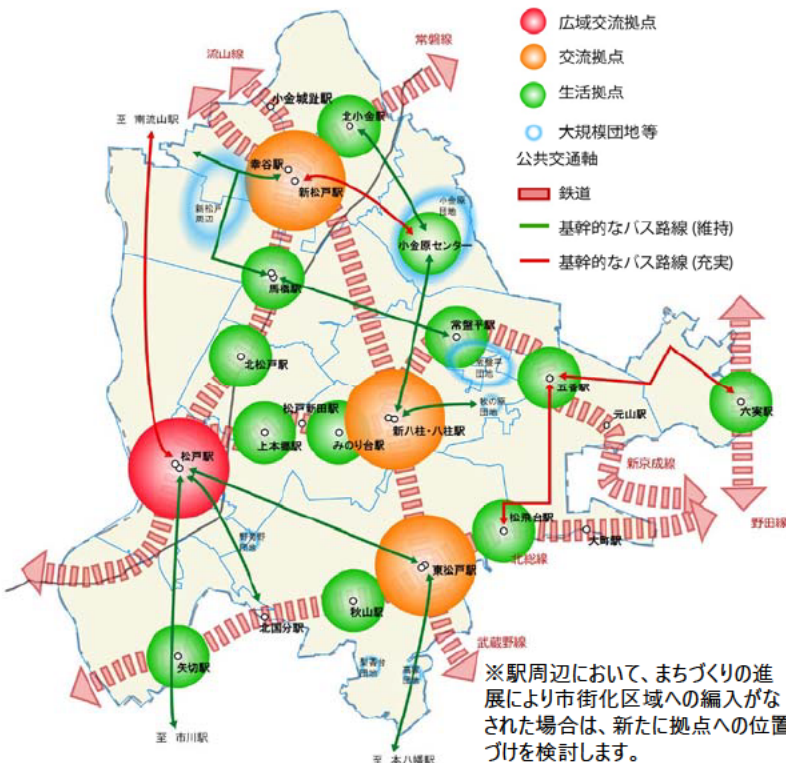 広域交流拠点
交流拠点
生活拠点
大規模団地等
公共交通軸
鉄道
基幹的なバス路線(維持)
基幹的なバス路線(充実)
流山線
常磐線
小金城趾駅
北小金駅
至 南流山駅
幸谷駅
新松戸駅
新松戸
周辺
小金原
団地
小金原センター
馬橋駅
常盤平駅
常盤平
団地
北松戸駅
五香駅
六実駅
松戸新田駅
牧の原
団地
元山駅
上本郷駅
みのり台駅
新八柱・八柱駅
松戸駅
新京成線
野田線
松飛台駅
大町駅
北総線
東松戸駅
秋山駅
北国分駅
武蔵野線
矢切駅
至 市川駅
至 本八幡駅
※駅周辺において、まちづくりの進
展により市街化区域への編入がな
された場合は、新たに拠点への位置
づけを検討します。